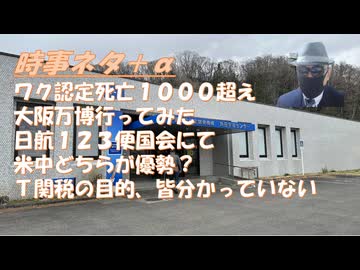 時事ネタ＋α
ワク認定死亡１０００超え
大阪万博行ってみた
日航１２３便国会にて
米中どちらが優勢？
Ｔ関税の目的、皆分かっていない